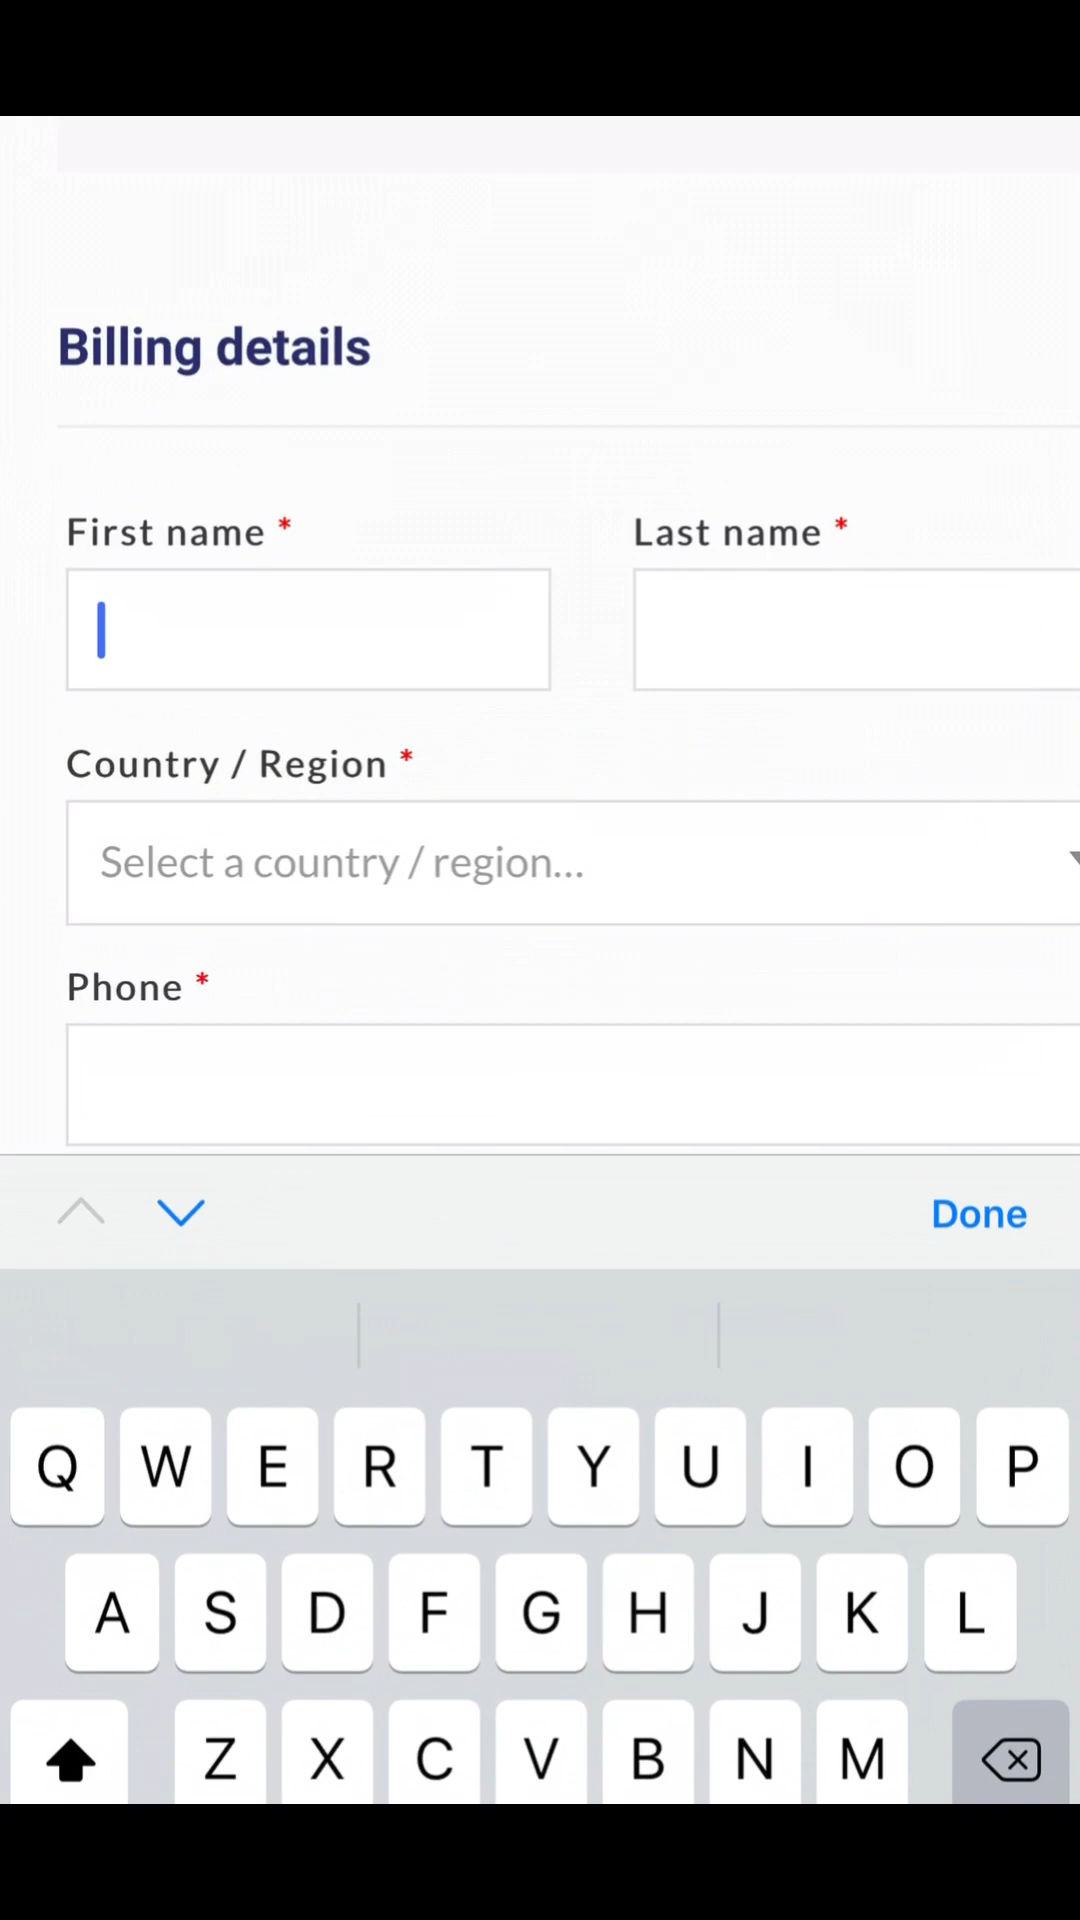 Billing details
First name *
Last name *
Country / Region *
Select a country / region...
Phone *
Done
Q W E R T Y U I O P
A S D F G H J K L
Z X C V B N M